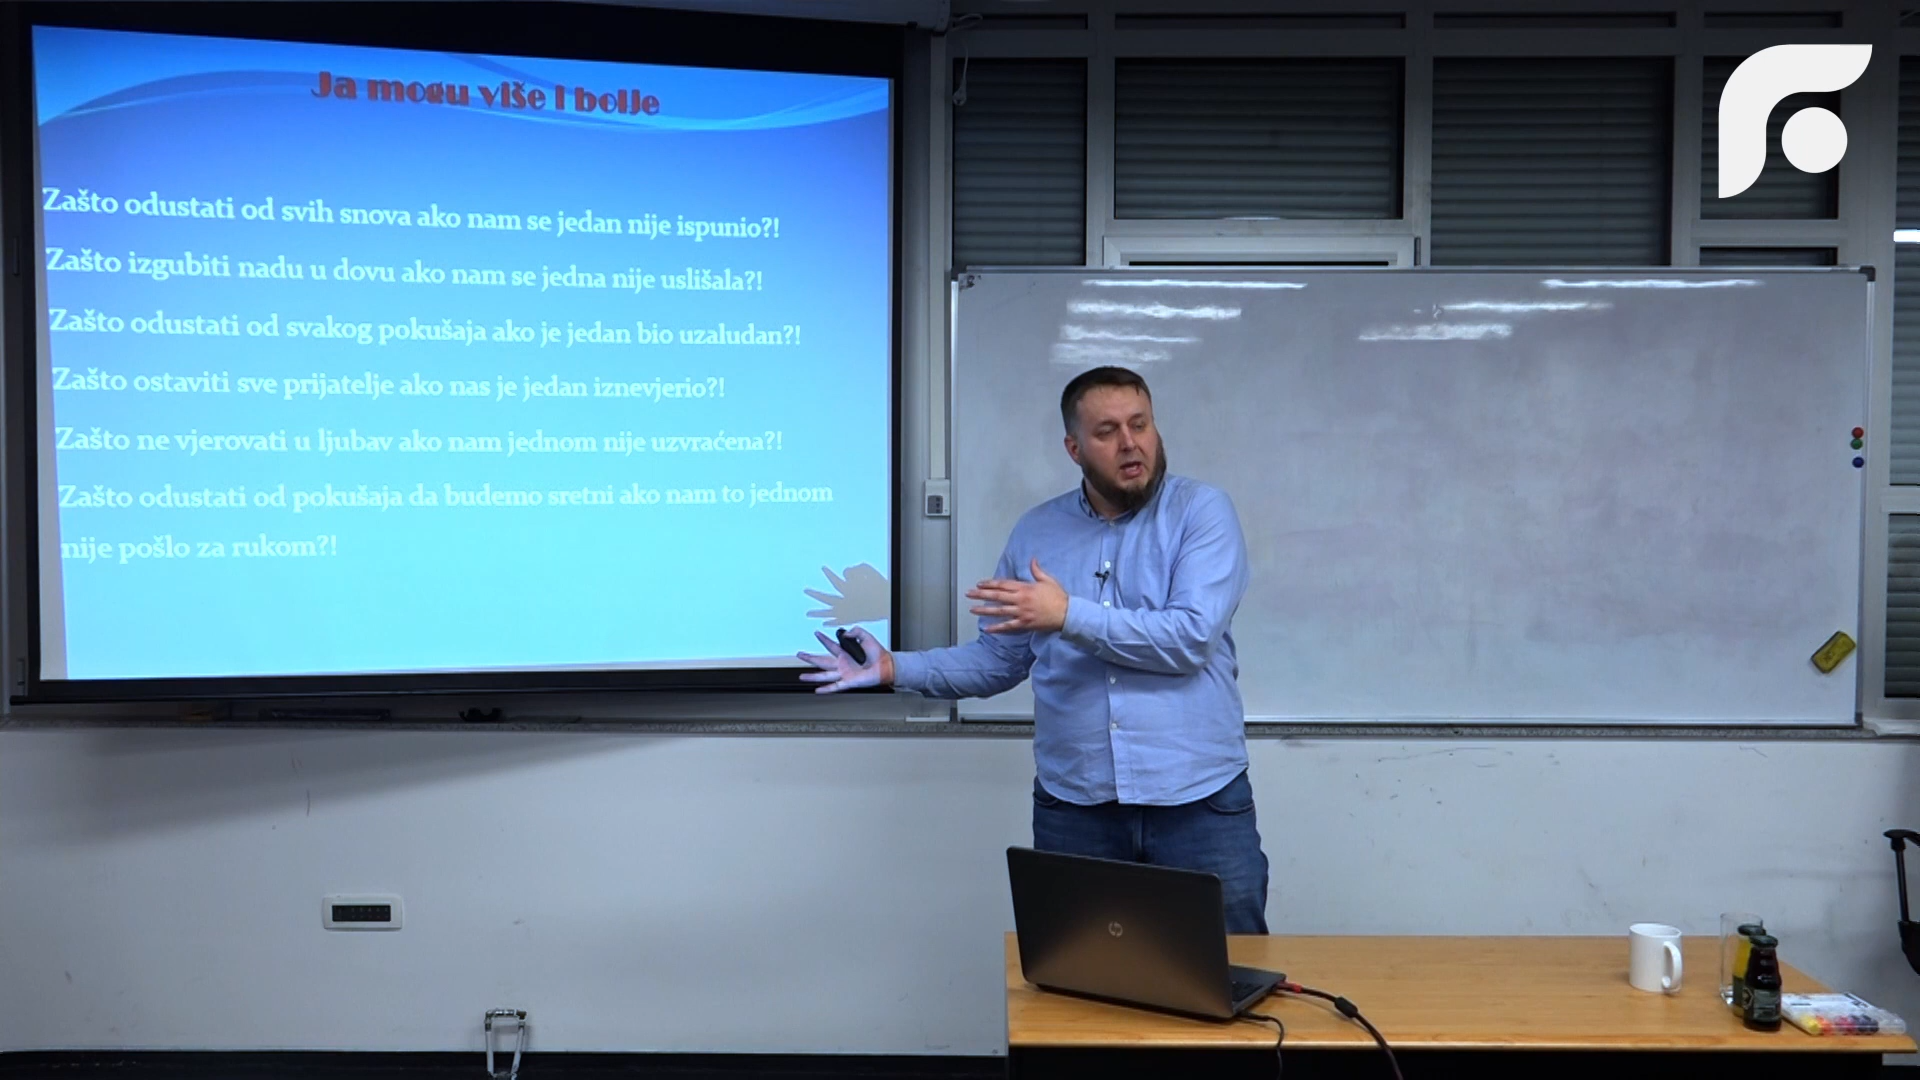 Ja mogu više I bolje
Zašto odustati od svih snova ako nam se jedan nije ispunio?!
Zašto izgubiti nadu u dovu ako nam se jedna nije uslišala?!
Zašto odustati od svakog pokušaja ako je jedan bio uzaludan?!
Zašto ostaviti sve prijatelje ako nas je jedan iznevjerio?!
Zašto ne vjerovati u ljubav ako nam jednom nije uzvraćena?!
Zašto odustati od pokušaja da budemo sretni ako nam to jednom
nije pošlo za rukom?!
hp